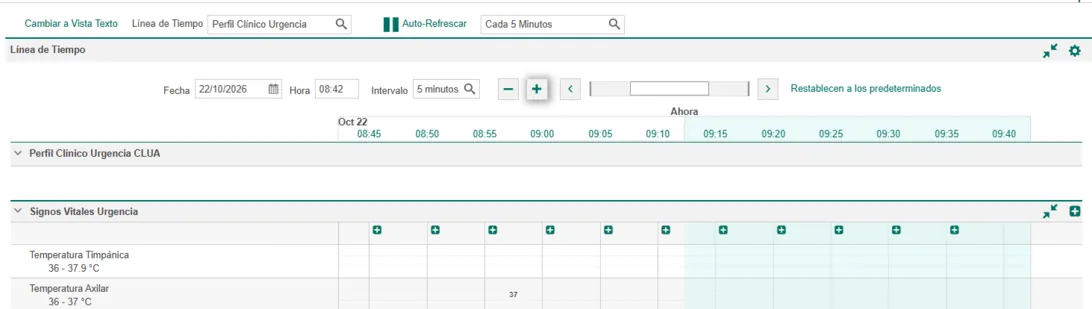 Cambiar a Vista Texto Línea de Tiempo Perfil Clínico Urgencia Auto-Refrescar Cada 5 Minutos
Línea de Tiempo
Fecha 22/10/2026 Hora 08:42 Intervalo 5 minutos Restablecen a los predeterminados
Ahora
Oct 22
08:45 08:50 08:55 09:00 09:05 09:10 09:15 09:20 09:25 09:30 09:35 09:40
Perfil Clínico Urgencia CLUA
Signos Vitales Urgencia
Temperatura Timpánica
36 - 37.9 °C
Temperatura Axilar
37
36 - 37 °C